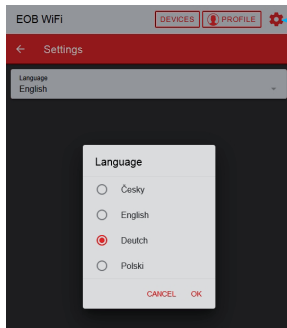 EOB WiFi DEVICES PROFILE
Settings
Language
English
Language
Česky
English
Deutch
Polski
CANCEL OK